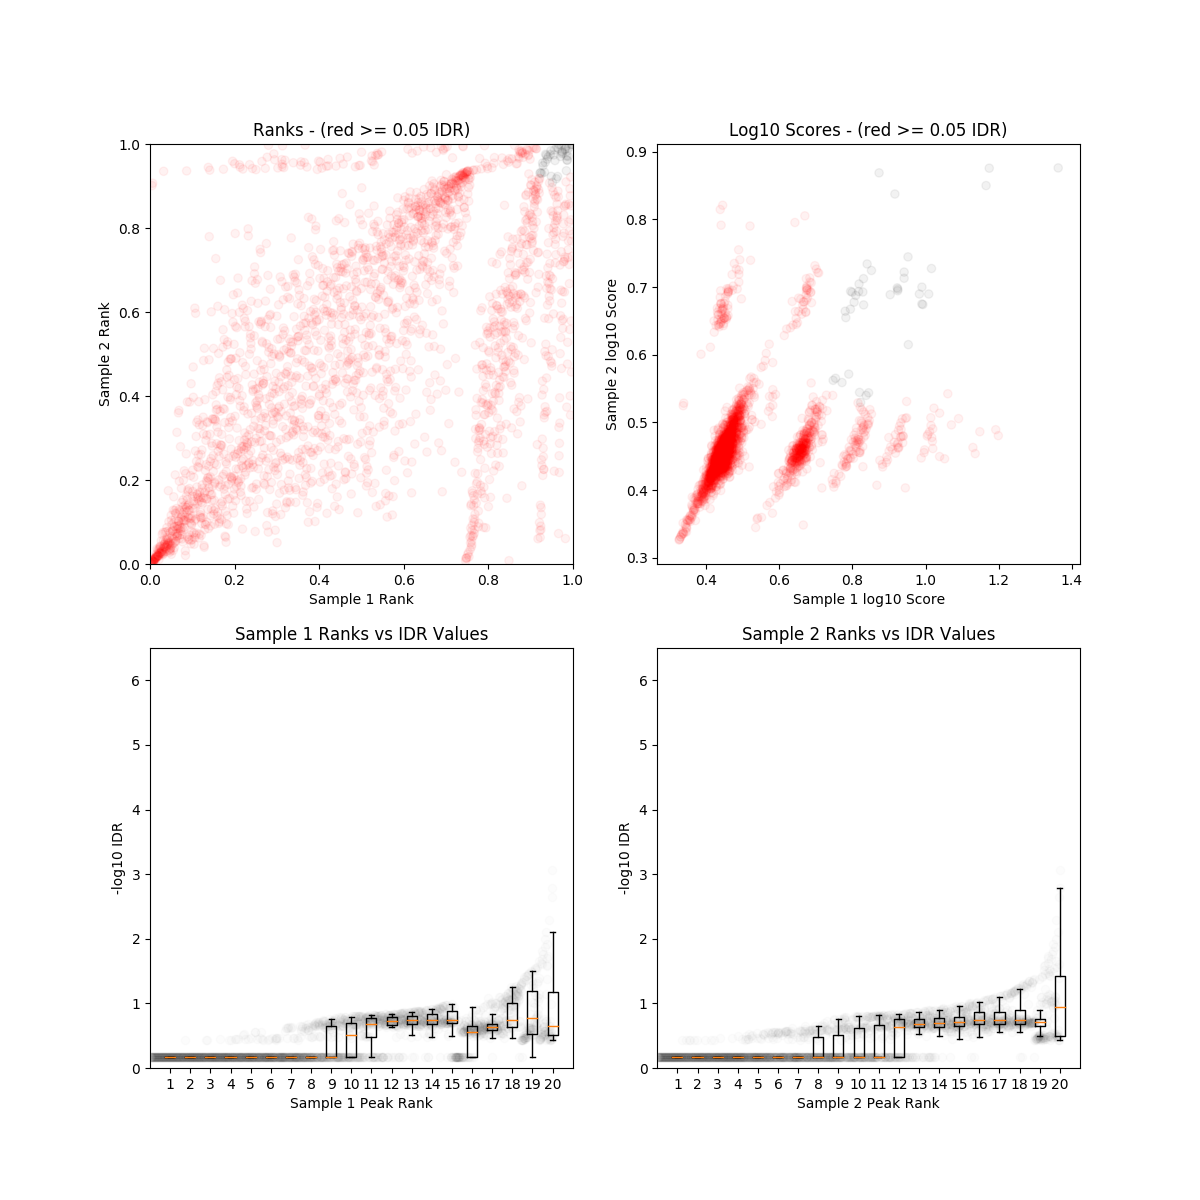 Ranks - (red >= 0.05 IDR)
1.0
0.8
0.6
0.4
0.2
0.0
Sample 2 Rank
0.0 0.2 0.4 0.6 0.8 1.0
Sample 1 Rank
Log10 Scores - (red >= 0.05 IDR)
0.9
0.8
0.7
0.6
0.5
0.4
0.3
Sample 2 log10 Score
0.4 0.6 0.8 1.0 1.2 1.4
Sample 1 log10 Score
Sample 1 Ranks vs IDR Values
6
5
4
3
2
1
0
-log10 IDR
1 2 3 4 5 6 7 8 9 10 11 12 13 14 15 16 17 18 19 20
Sample 1 Peak Rank
Sample 2 Ranks vs IDR Values
6
5
4
3
2
1
0
-log10 IDR
1 2 3 4 5 6 7 8 9 10 11 12 13 14 15 16 17 18 19 20
Sample 2 Peak Rank